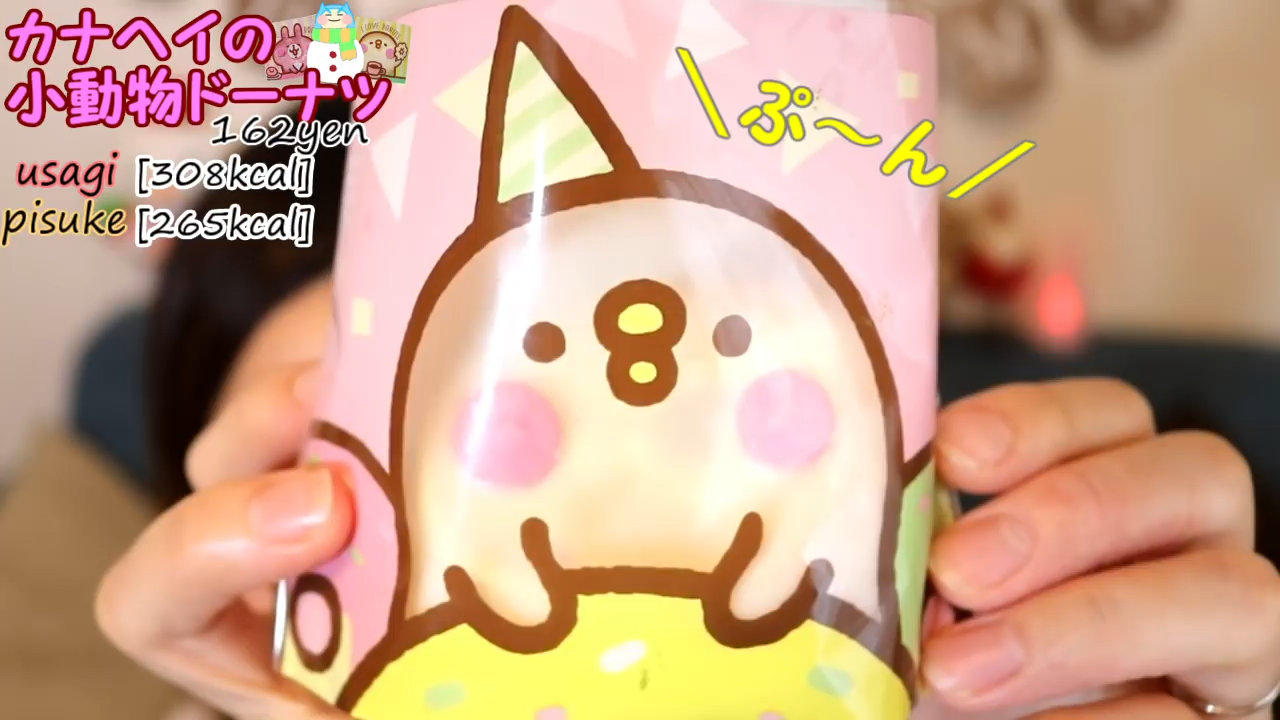 カナヘイの
小動物ドーナツ
162yen
usagi [308kcal]
pisuke [265kcal]
\ぷ〜ん/